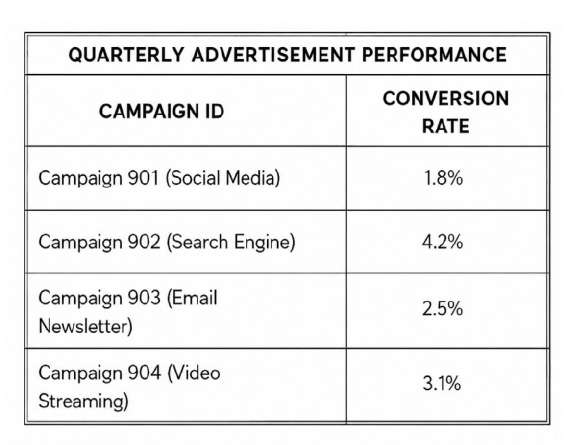 QUARTERLY ADVERTISEMENT PERFORMANCE
CAMPAIGN ID
CONVERSION
RATE
Campaign 901 (Social Media)
1.8%
Campaign 902 (Search Engine)
4.2%
Campaign 903 (Email
Newsletter)
2.5%
Campaign 904 (Video
Streaming)
3.1%